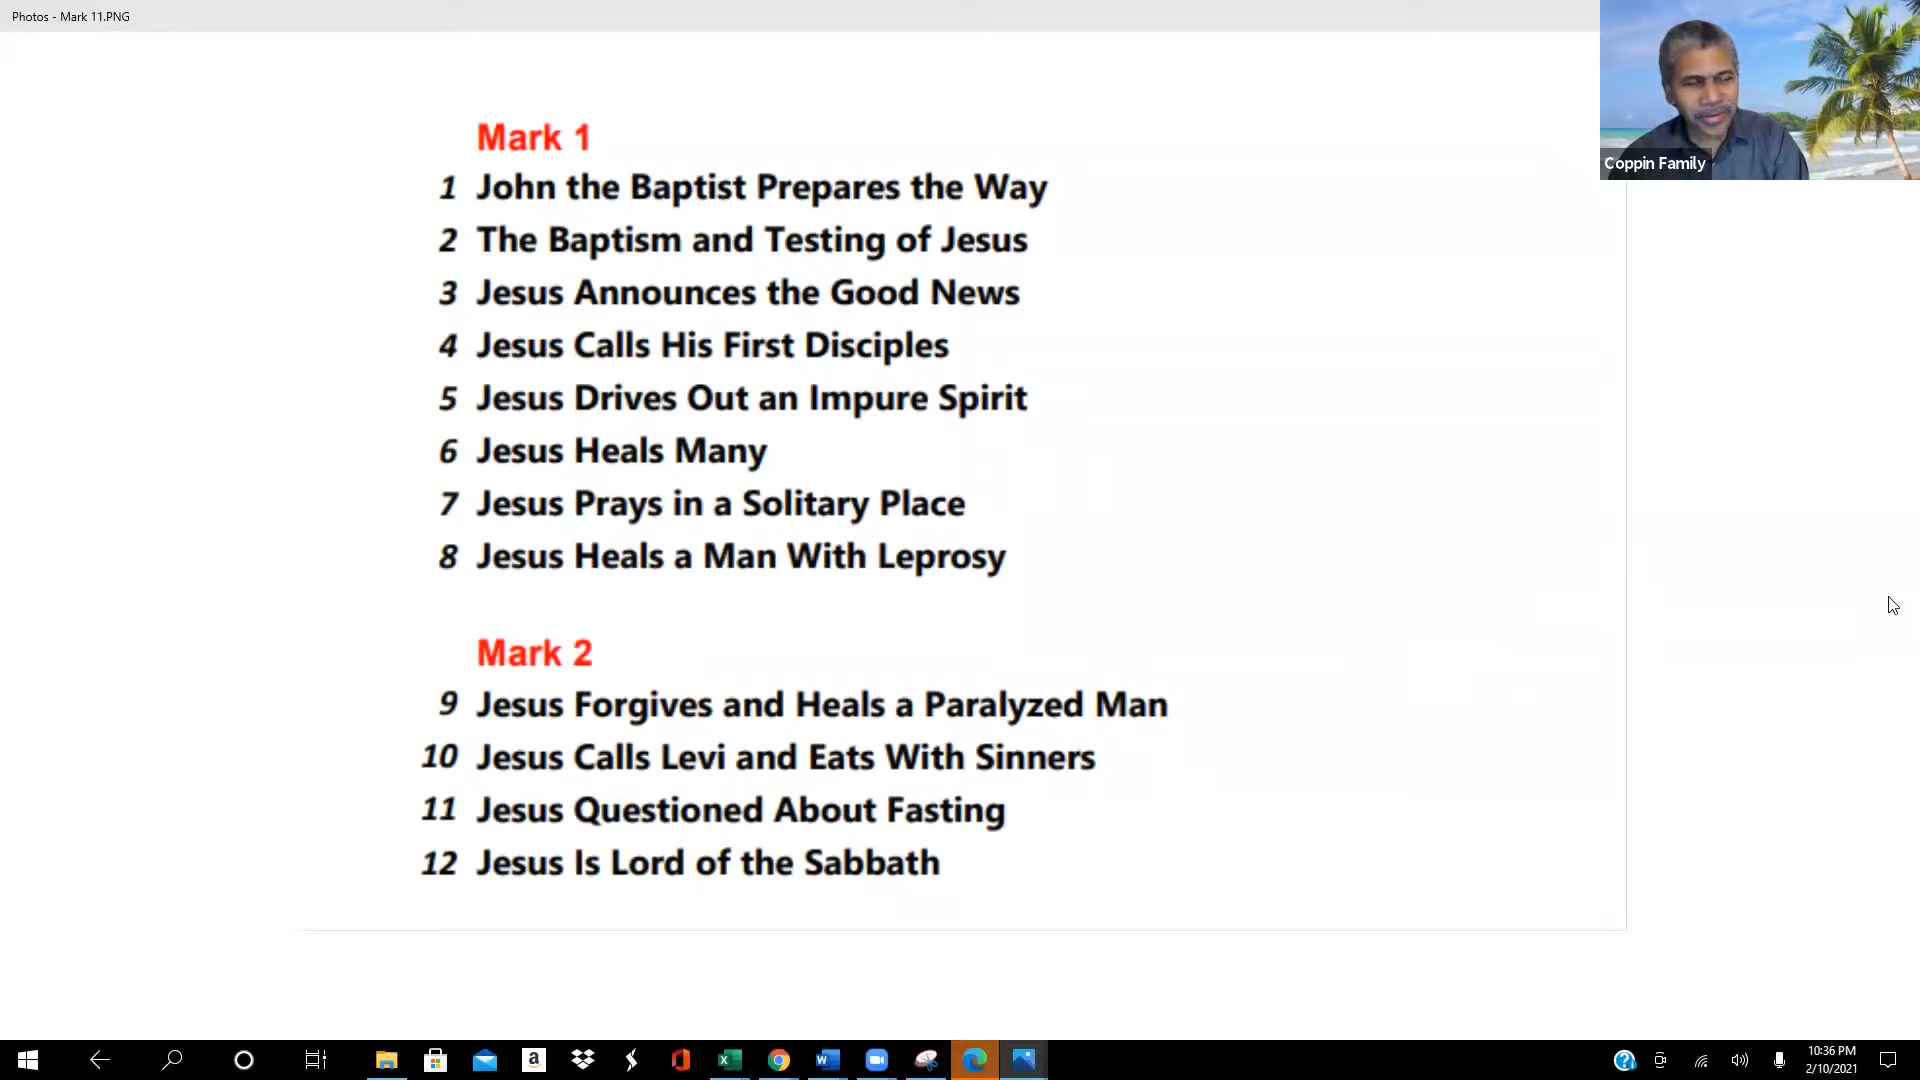 Photos - Mark 11.PNG
Coppin Family
Mark 1
1 John the Baptist Prepares the Way
2 The Baptism and Testing of Jesus
3 Jesus Announces the Good News
4 Jesus Calls His First Disciples
5 Jesus Drives Out an Impure Spirit
6 Jesus Heals Many
7 Jesus Prays in a Solitary Place
8 Jesus Heals a Man With Leprosy
Mark 2
9 Jesus Forgives and Heals a Paralyzed Man
10 Jesus Calls Levi and Eats With Sinners
11 Jesus Questioned About Fasting
12 Jesus Is Lord of the Sabbath
10:36 PM
2/10/2021